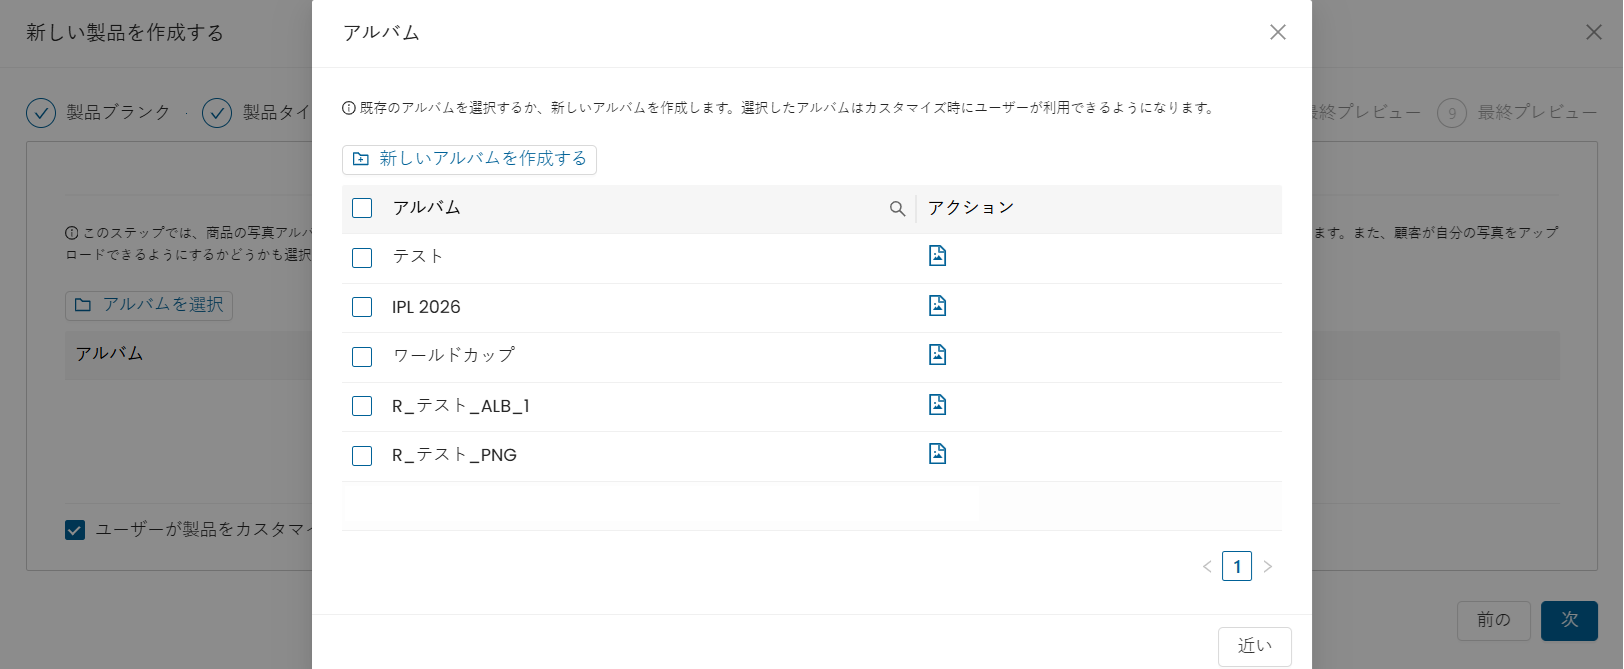 新しい製品を作成する
アルバム
製品ブランク
製品タイ
終プレビュー
9
最終プレビュー
既存のアルバムを選択するか、新しいアルバムを作成します。選択したアルバムはカスタマイズ時にユーザーが利用できるようになります。
新しいアルバムを作成する
アルバム
アクション
テスト
IPL 2026
ワールドカップ
R_テスト_ALB_1
R_テスト_PNG
1
近い
このステップでは、商品の写真アルバ
ます。また、顧客が自分の写真をアップ
ロードできるようにするかどうかも選択
アルバムを選択
アルバム
ユーザーが製品をカスタマイ
前の
次